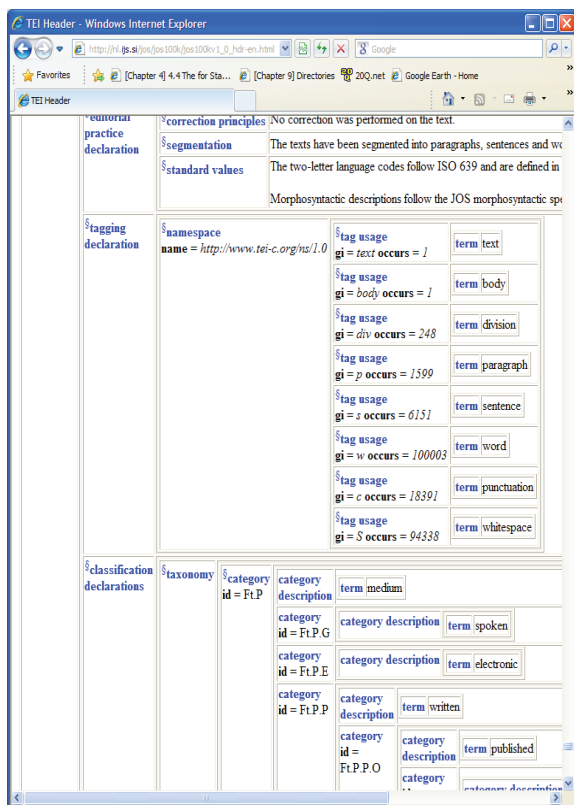 TEI Header - Windows Internet Explorer
http://nl.ijs.si/jos/jos100k/jos100kv1_0_hdr-en.html
Google
Favorites [Chapter 4] 4.4 The for Sta... [Chapter 9] Directories 20Q.net Google Earth - Home
TEI Header
§editorial practice declaration
§correction principles No correction was performed on the text.
§segmentation The texts have been segmented into paragraphs, sentences and wo
§standard values The two-letter language codes follow ISO 639 and are defined in
Morphosyntactic descriptions follow the JOS morphosyntactic spe
§tagging declaration
§namespace
name = http://www.tei-c.org/ns/1.0
§tag usage
gi = text occurs = 1
term text
§tag usage
gi = body occurs = 1
term body
§tag usage
gi = div occurs = 248
term division
§tag usage
gi = p occurs = 1599
term paragraph
§tag usage
gi = s occurs = 6151
term sentence
§tag usage
gi = w occurs = 100003
term word
§tag usage
gi = c occurs = 18391
term punctuation
§tag usage
gi = S occurs = 94338
term whitespace
§classification declarations
§taxonomy
§category
id = Ft.P
category description
term medium
category
id = Ft.P.G
category description term spoken
category
id = Ft.P.E
category description term electronic
category
id = Ft.P.P
category description
term written
category
id =
Ft.P.P.O
category description
term published
category
category description